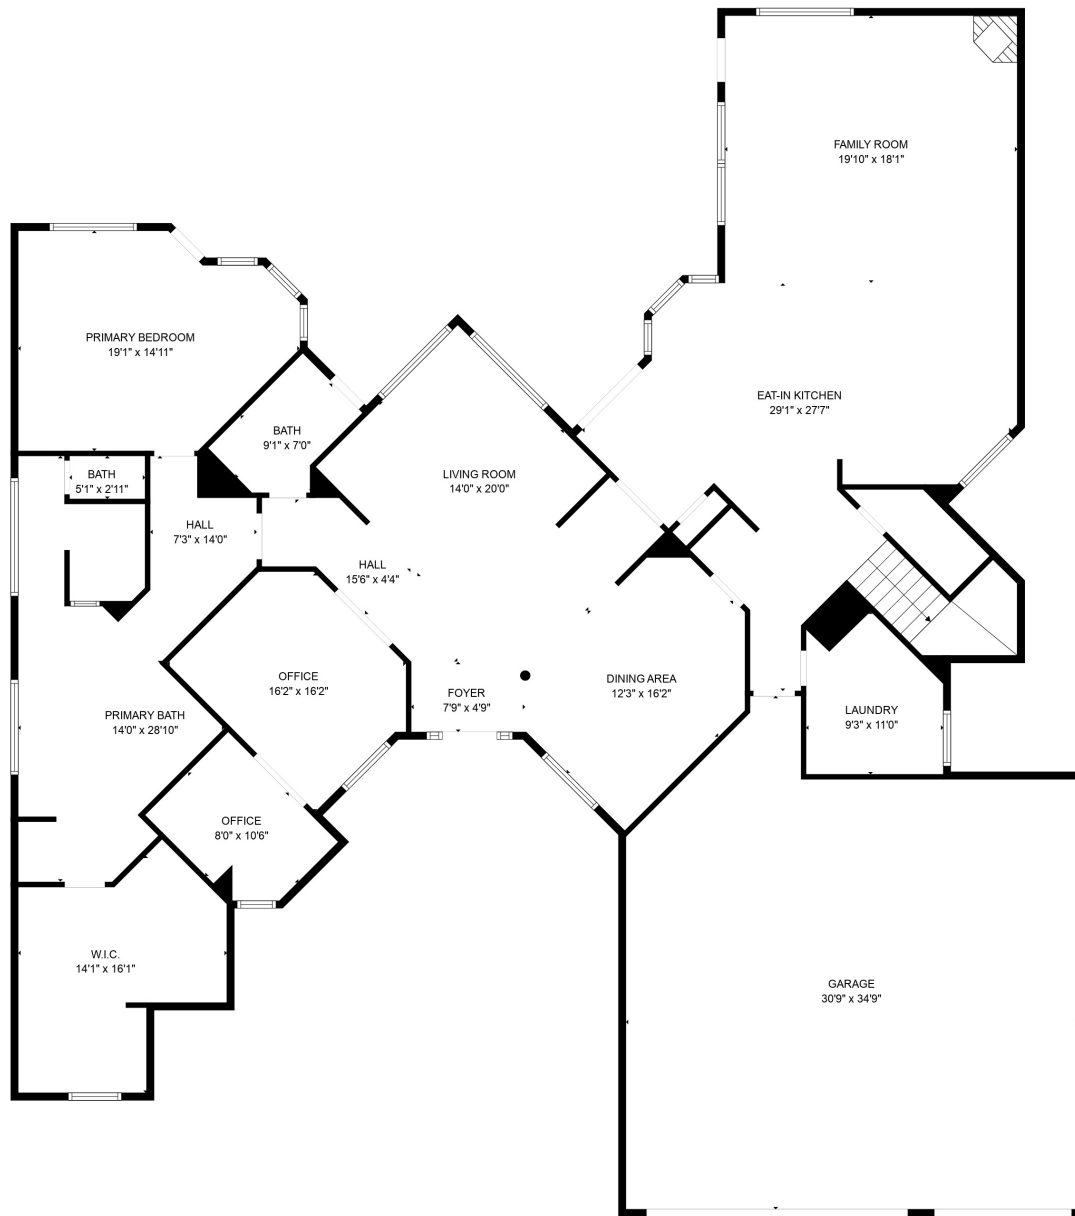 FAMILY ROOM
19'10" x 18'1"
PRIMARY BEDROOM
19'1" x 14'11"
EAT-IN KITCHEN
29'1" x 27'7"
BATH
9'1" x 7'0"
LIVING ROOM
14'0" x 20'0"
BATH
5'1" x 2'11"
HALL
7'3" x 14'0"
HALL
15'6" x 4'4"
OFFICE
16'2" x 16'2"
FOYER
7'9" x 4'9"
DINING AREA
12'3" x 16'2"
PRIMARY BATH
14'0" x 28'10"
LAUNDRY
9'3" x 11'0"
OFFICE
8'0" x 10'6"
W.I.C.
14'1" x 16'1"
GARAGE
30'9" x 34'9"